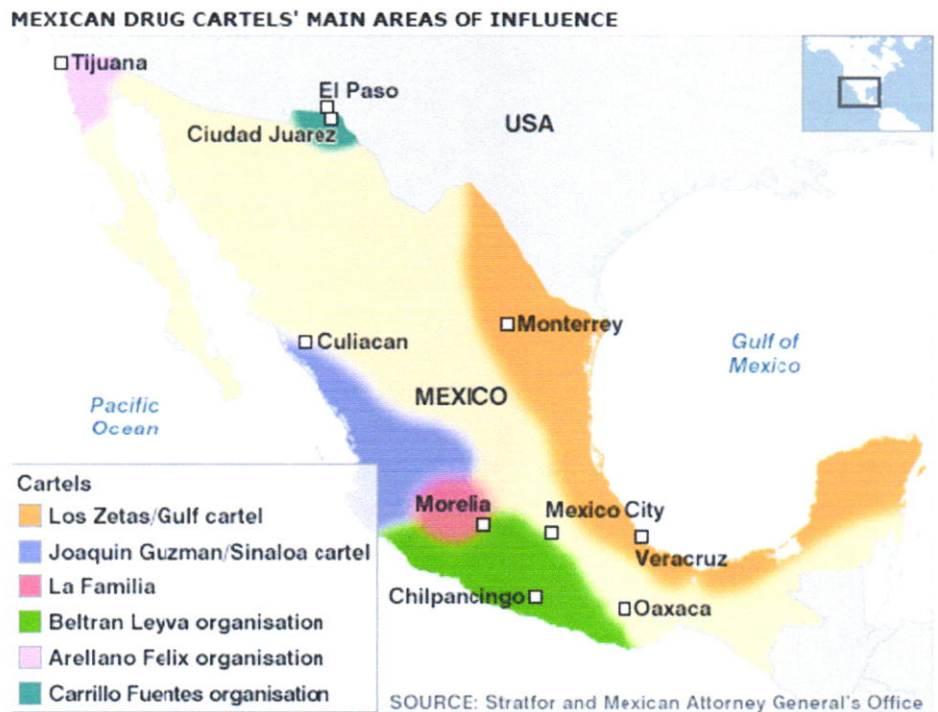 MEXICAN DRUG CARTELS' MAIN AREAS OF INFLUENCE
Tijuana
El Paso
Ciudad Juarez
USA
Monterrey
Culiacan
Gulf of
Mexico
MEXICO
Pacific
Ocean
Morelia
Mexico City
Veracruz
Chilpancingo
Oaxaca
Cartels
Los Zetas/Gulf cartel
Joaquin Guzman/Sinaloa cartel
La Familia
Beltran Leyva organisation
Arellano Felix organisation
Carrillo Fuentes organisation
SOURCE: Stratfor and Mexican Attorney General's Office